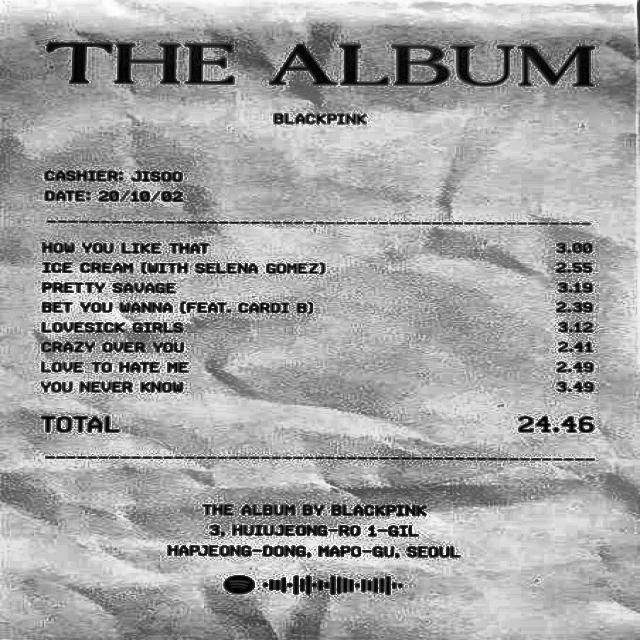 THE ALBUM
BLACKPINK
CASHIER: JISOO
DATE: 20/10/02
HOW YOU LIKE THAT 3.00
ICE CREAM (WITH SELENA GOMEZ) 2.55
PRETTY SAVAGE 3.19
BET YOU WANNA (FEAT. CARDI B) 2.39
LOVESICK GIRLS 3.12
CRAZY OVER YOU 2.41
LOVE TO HATE ME 2.49
YOU NEVER KNOW 3.49
TOTAL 24.46
THE ALBUM BY BLACKPINK
3, HUIUJEONG-RO 1-GIL
HAPJEONG-DONG, MAPO-GU, SEOUL